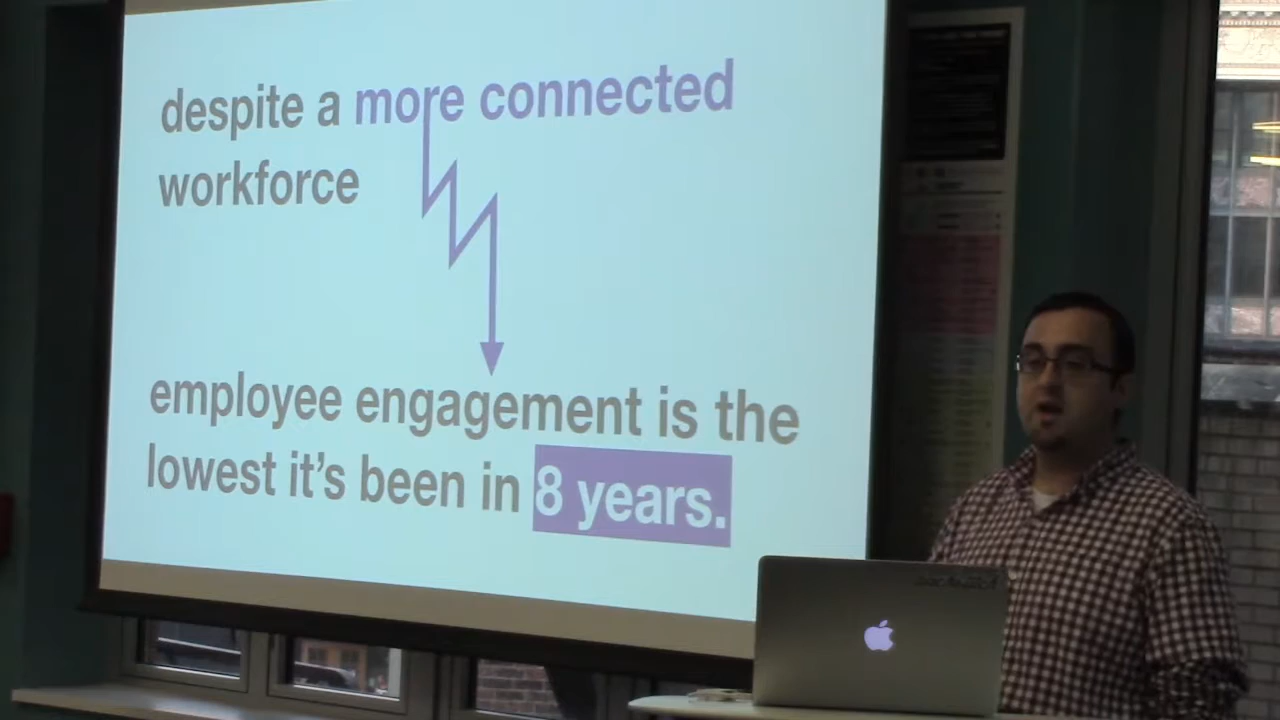 despite a more connected
workforce
employee engagement is the
lowest it's been in 8 years.